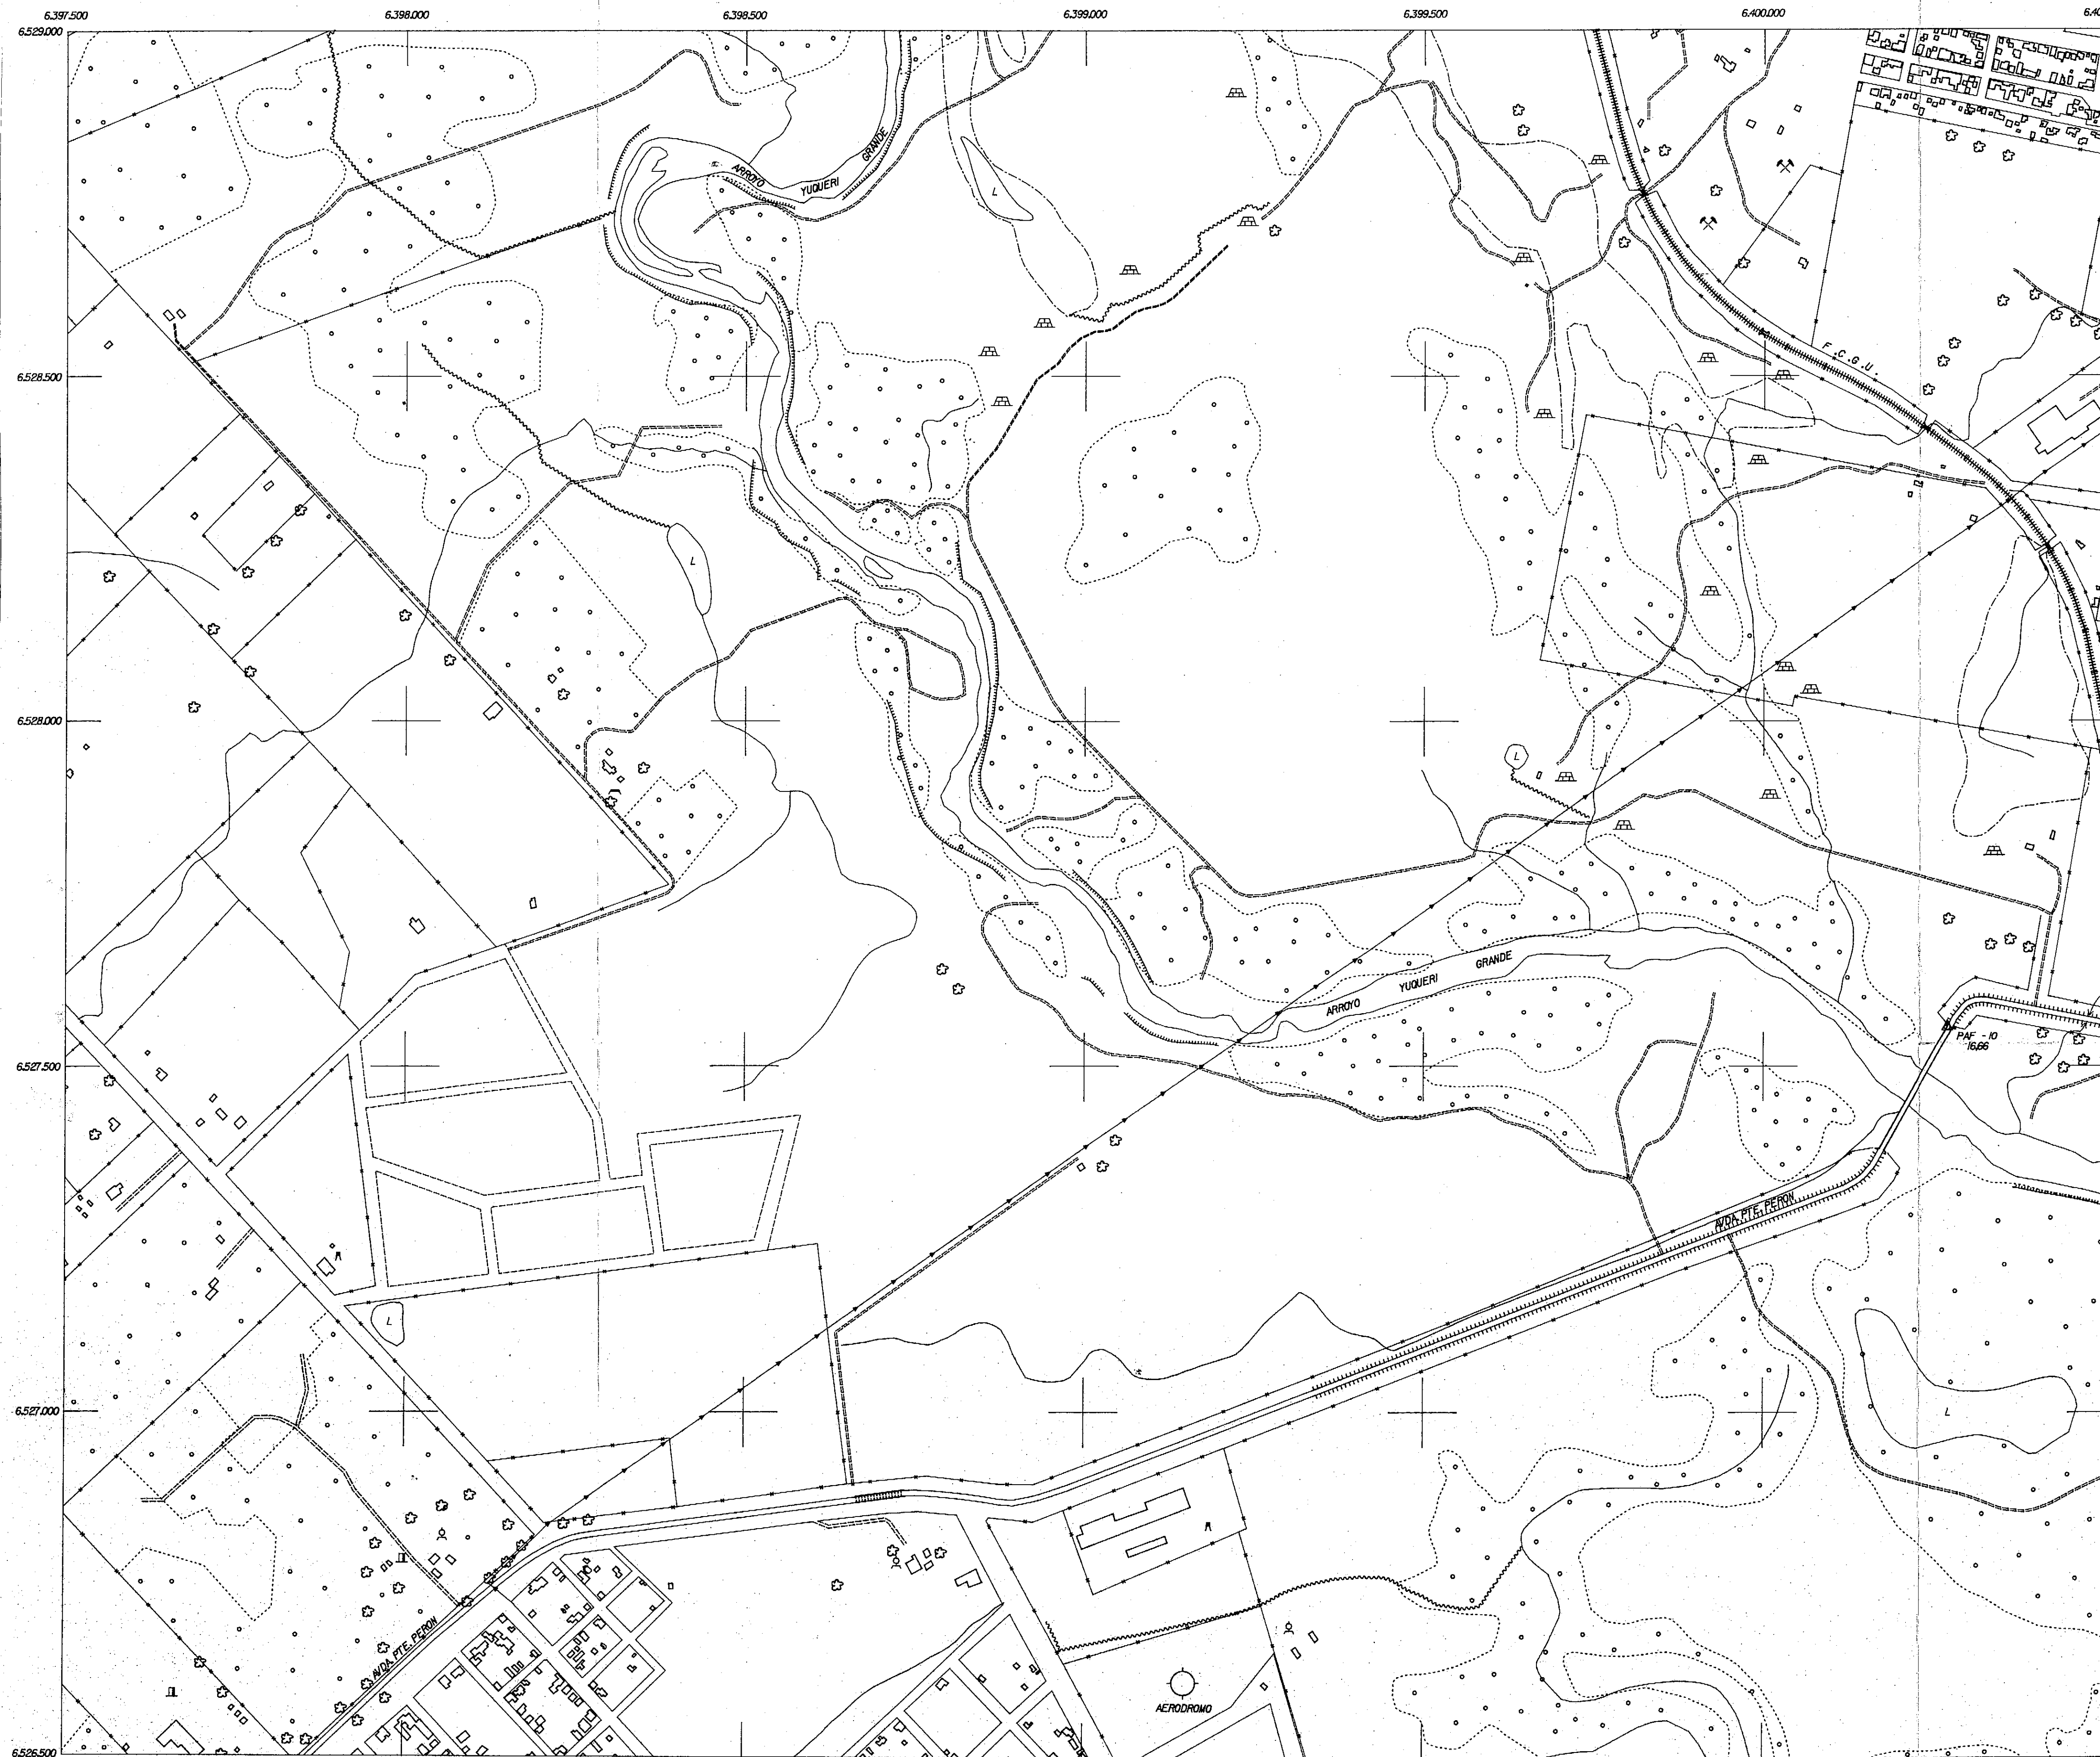 6.397.500 6.398.000 6.398.500 6.399.000 6.399.500 6.400.000
6.529.000
GRANDE
ARROYO YUQUERI
L
F.C.G.U.
6.528.500
L
6.528.000
L
ARROYO YUQUERI GRANDE
PAF - 10
16.66
6.527.500
AVDA. PTE. PERON
L
L
6.527.000
AVDA. PTE. PERON
AERODROMO
6.526.500